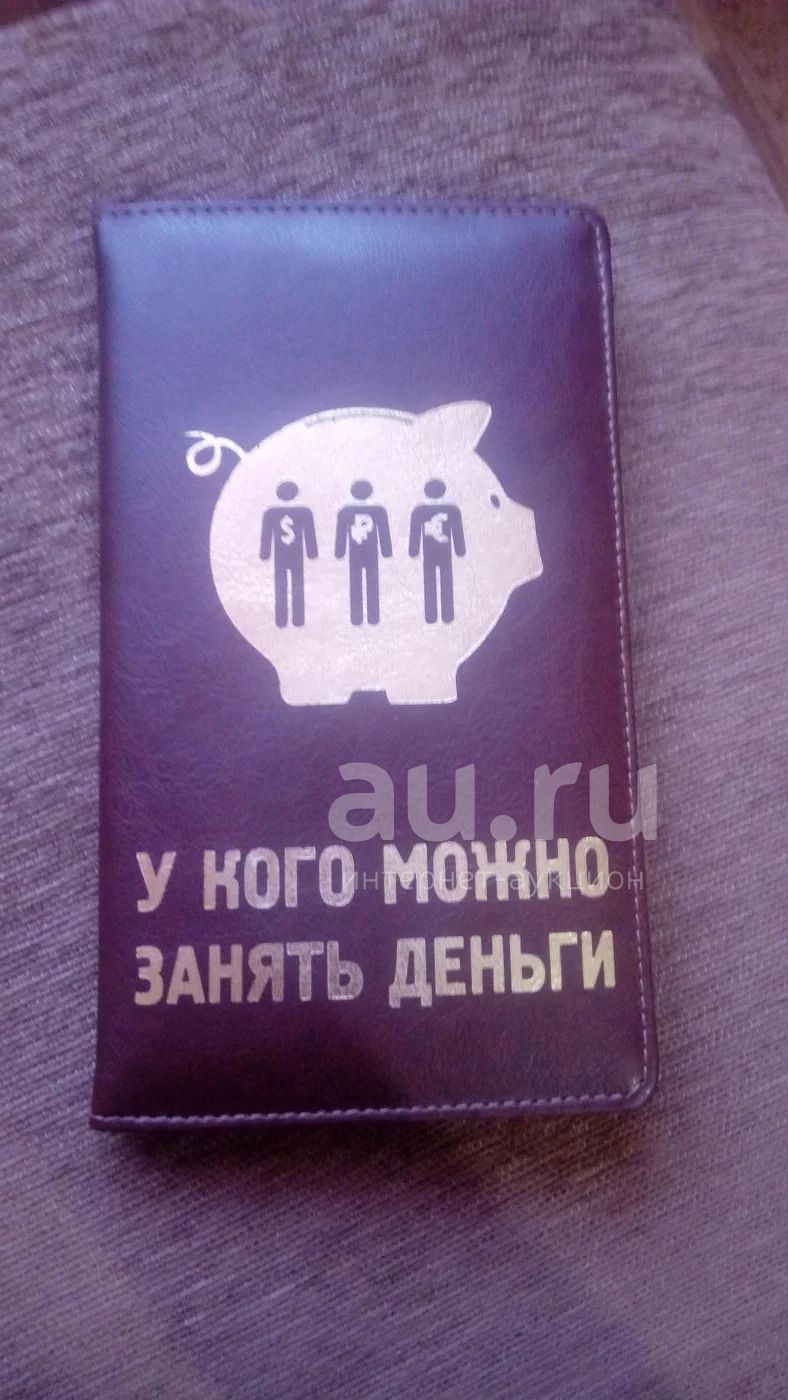 $ ₽ €
au.ru
У КОГО МОЖНО
интернет-аукцион
ЗАНЯТЬ ДЕНЬГИ